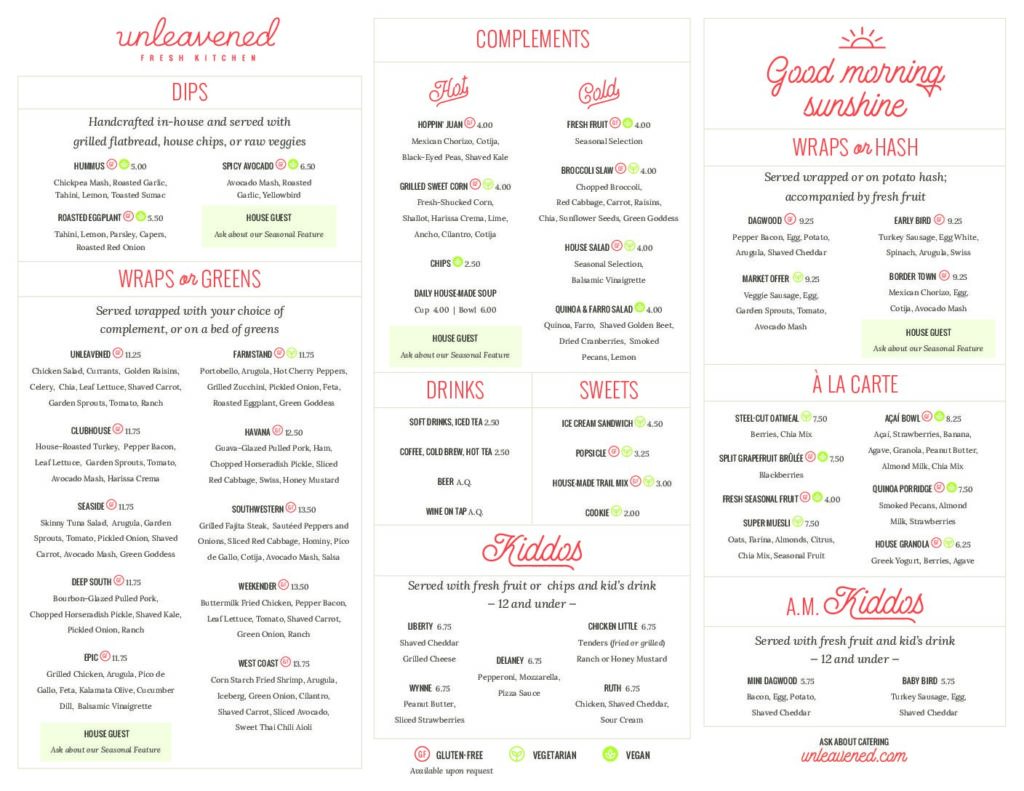 unleavened
FRESH KITCHEN
DIPS
Handcrafted in-house and served with
grilled flatbread, house chips, or raw veggies
HUMMUS GF 5.00
Chickpea Mash, Roasted Garlic,
Tahini, Lemon, Toasted Sumac
SPICY AVOCADO GF 6.50
Avocado Mash, Roasted
Garlic, Yellowbird
ROASTED EGGPLANT GF 5.50
Tahini, Lemon, Parsley, Capers,
Roasted Red Onion
HOUSE GUEST
Ask about our Seasonal Feature
WRAPS or GREENS
Served wrapped with your choice of
complement, or on a bed of greens
UNLEAVENED GF 11.25
Chicken Salad, Currants, Golden Raisins,
Celery, Chia, Leaf Lettuce, Shaved Carrot,
Garden Sprouts, Tomato, Ranch
CLUBHOUSE GF 11.75
House-Roasted Turkey, Pepper Bacon,
Leaf Lettuce, Garden Sprouts, Tomato,
Avocado Mash, Harissa Crema
SEASIDE GF 11.75
Skinny Tuna Salad, Arugula, Garden
Sprouts, Tomato, Pickled Onion, Shaved
Carrot, Avocado Mash, Green Goddess
DEEP SOUTH GF 11.75
Bourbon-Glazed Pulled Pork,
Chopped Horseradish Pickle, Shaved Kale,
Pickled Onion, Ranch
EPIC GF 11.75
Grilled Chicken, Arugula, Pico de
Gallo, Feta, Kalamata Olive, Cucumber
Dill, Balsamic Vinaigrette
HOUSE GUEST
Ask about our Seasonal Feature
FARMSTAND GF 11.75
Portobello, Arugula, Hot Cherry Peppers,
Grilled Zucchini, Pickled Onion, Feta,
Roasted Eggplant, Green Goddess
HAVANA GF 12.50
Guava-Glazed Pulled Pork, Ham,
Chopped Horseradish Pickle, Sliced
Red Cabbage, Swiss, Honey Mustard
SOUTHWESTERN GF 13.50
Grilled Fajita Steak, Sautéed Peppers and
Onions, Sliced Red Cabbage, Hominy, Pico
de Gallo, Cotija, Avocado Mash, Salsa
WEEKENDER GF 13.50
Buttermilk Fried Chicken, Pepper Bacon,
Leaf Lettuce, Tomato, Shaved Carrot,
Green Onion, Ranch
WEST COAST GF 13.75
Corn Starch Fried Shrimp, Arugula,
Iceberg, Green Onion, Cilantro,
Shaved Carrot, Sliced Avocado,
Sweet Thai Chili Aioli
COMPLEMENTS
Hot
HOPPIN' JUAN GF 4.00
Mexican Chorizo, Cotija,
Black-Eyed Peas, Shaved Kale
GRILLED SWEET CORN GF 4.00
Fresh-Shucked Corn,
Shallot, Harissa Crema, Lime,
Ancho, Cilantro, Cotija
CHIPS 2.50
DAILY HOUSE-MADE SOUP
Cup 4.00 | Bowl 6.00
HOUSE GUEST
Ask about our Seasonal Feature
Cold
FRESH FRUIT GF 4.00
Seasonal Selection
BROCCOLI SLAW GF 4.00
Chopped Broccoli,
Red Cabbage, Carrot, Raisins,
Chia, Sunflower Seeds, Green Goddess
HOUSE SALAD GF 4.00
Seasonal Selection,
Balsamic Vinaigrette
QUINOA & FARRO SALAD 4.00
Quinoa, Farro, Shaved Golden Beet,
Dried Cranberries, Smoked
Pecans, Lemon
DRINKS
SOFT DRINKS, ICED TEA 2.50
COFFEE, COLD BREW, HOT TEA 2.50
BEER A.Q.
WINE ON TAP A.Q.
SWEETS
ICE CREAM SANDWICH 4.50
POPSICLE GF 3.25
HOUSE-MADE TRAIL MIX GF 3.00
COOKIE 2.00
Kiddos
Served with fresh fruit or chips and kid's drink
– 12 and under –
LIBERTY 6.75
Shaved Cheddar
Grilled Cheese
WYNNE 6.75
Peanut Butter,
Sliced Strawberries
DELANEY 6.75
Pepperoni, Mozzarella,
Pizza Sauce
CHICKEN LITTLE 6.75
Tenders (fried or grilled)
Ranch or Honey Mustard
RUTH 6.75
Chicken, Shaved Cheddar,
Sour Cream
GF GLUTEN-FREE
Available upon request
VEGETARIAN
VEGAN
Good morning
sunshine
WRAPS or HASH
Served wrapped or on potato hash;
accompanied by fresh fruit
DAGWOOD GF 9.25
Pepper Bacon, Egg, Potato,
Arugula, Shaved Cheddar
EARLY BIRD GF 9.25
Turkey Sausage, Egg White,
Spinach, Arugula, Swiss
MARKET OFFER 9.25
Veggie Sausage, Egg,
Garden Sprouts, Tomato,
Avocado Mash
BORDER TOWN GF 9.25
Mexican Chorizo, Egg,
Cotija, Avocado Mash
HOUSE GUEST
Ask about our Seasonal Feature
À LA CARTE
STEEL-CUT OATMEAL 7.50
Berries, Chia Mix
SPLIT GRAPEFRUIT BRÛLÉE GF 7.50
Blackberries
FRESH SEASONAL FRUIT GF 4.00
SUPER MUESLI 7.50
Oats, Farina, Almonds, Citrus,
Chia Mix, Seasonal Fruit
AÇAÍ BOWL GF 8.25
Açaí, Strawberries, Banana,
Agave, Granola, Peanut Butter,
Almond Milk, Chia Mix
QUINOA PORRIDGE GF 7.50
Smoked Pecans, Almond
Milk, Strawberries
HOUSE GRANOLA GF 6.25
Greek Yogurt, Berries, Agave
A.M. Kiddos
Served with fresh fruit and kid's drink
– 12 and under –
MINI DAGWOOD 5.75
Bacon, Egg, Potato,
Shaved Cheddar
BABY BIRD 5.75
Turkey Sausage, Egg,
Shaved Cheddar
ASK ABOUT CATERING
unleavened.com